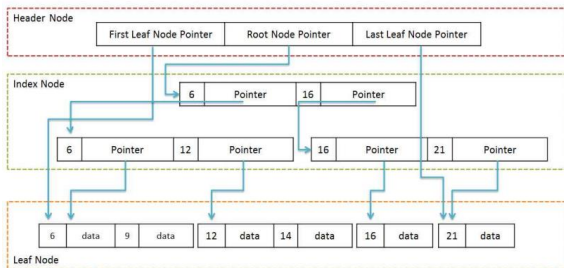 Header Node
First Leaf Node Pointer Root Node Pointer Last Leaf Node Pointer
Index Node
6 Pointer 16 Pointer
6 Pointer 12 Pointer 16 Pointer 21 Pointer
6 data 9 data 12 data 14 data 16 data 21 data
Leaf Node